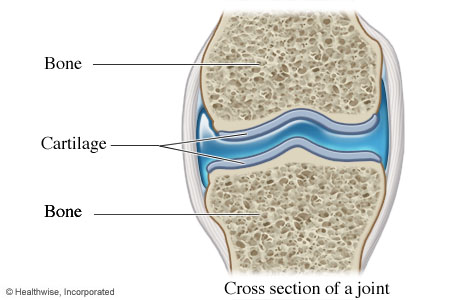 Bone
Cartilage
Bone
Cross section of a joint
© Healthwise, Incorporated